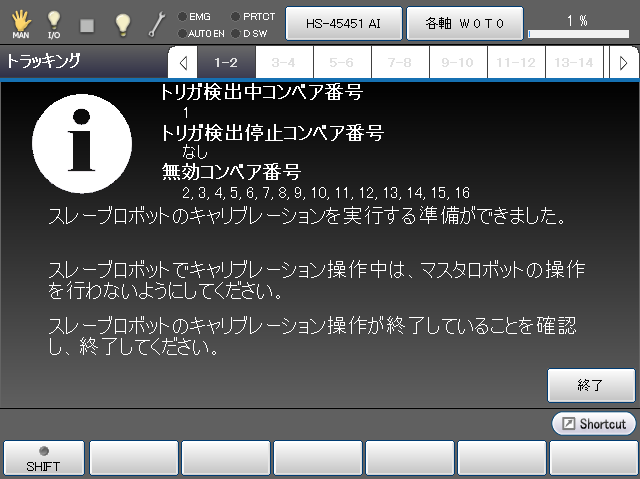 EMG
PRTCT
HS-45451 AI
各軸 W0T0
1 %
MAN
I/O
AUTOEN
DSW
トラッキング
1-2
3-4
5-6
7-8
9-10
11-12
13-14
トリガ検出中コンベア番号
1
トリガ検出停止コンベア番号
なし
無効コンベア番号
2, 3, 4, 5, 6, 7, 8, 9, 10, 11, 12, 13, 14, 15, 16
スレーブロボットのキャリブレーションを実行する準備ができました。
スレーブロボットでキャリブレーション操作中は、マスタロボットの操作
を行わないようにしてください。
スレーブロボットのキャリブレーション操作が終了していることを確認
し、終了してください。
終了
Shortcut
SHIFT